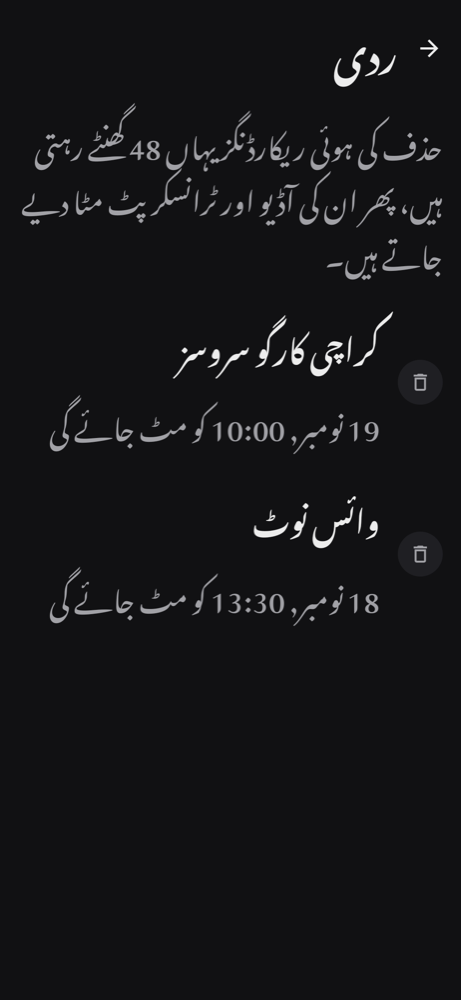 ردی
حذف کی ہوئی ریکارڈنگز یہاں 48 گھنٹے رہتی
ہیں، پھر ان کی آڈیو اور ٹرانسکرپٹ مٹا دیے
جاتے ہیں۔
کراچی کارگو سروسز
19 نومبر, 10:00 کو مٹ جائے گی
وائس نوٹ
18 نومبر, 13:30 کو مٹ جائے گی